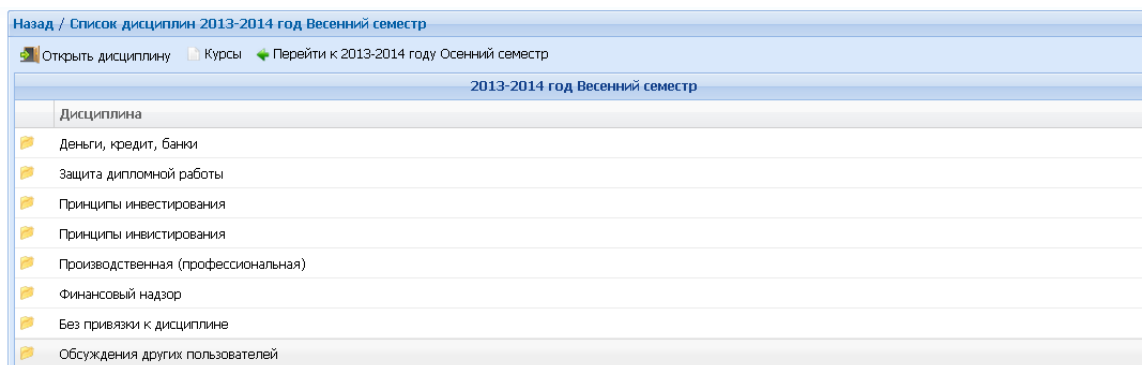 Назад / Список дисциплин 2013-2014 год Весенний семестр
Открыть дисциплину Курсы Перейти к 2013-2014 году Осенний семестр
2013-2014 год Весенний семестр
Дисциплина
Деньги, кредит, банки
Защита дипломной работы
Принципы инвестирования
Принципы инвистирования
Производственная (профессиональная)
Финансовый надзор
Без привязки к дисциплине
Обсуждения других пользователей